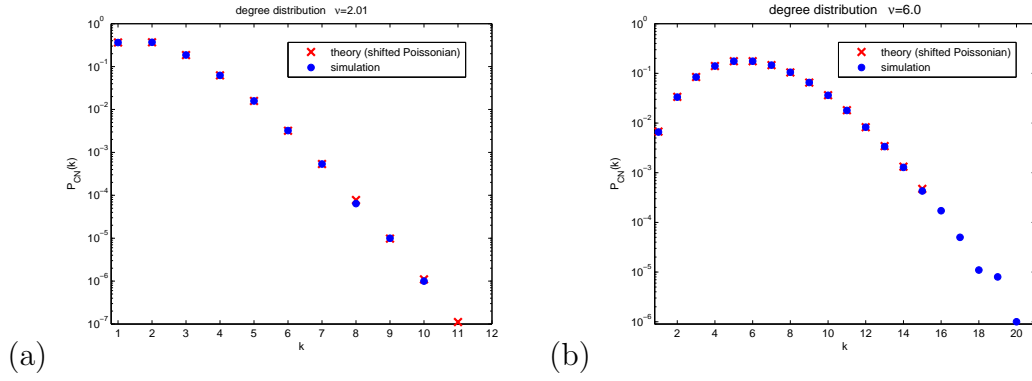 degree distribution   ν=2.01
10^0
10^-1
10^-2
10^-3
10^-4
10^-5
10^-6
10^-7
P_CN(k)
theory (shifted Poissonian)
simulation
1 2 3 4 5 6 7 8 9 10 11 12
k
(a)
degree distribution   ν=6.0
10^0
10^-1
10^-2
10^-3
10^-4
10^-5
10^-6
P_CN(k)
theory (shifted Poissonian)
simulation
2 4 6 8 10 12 14 16 18 20
k
(b)